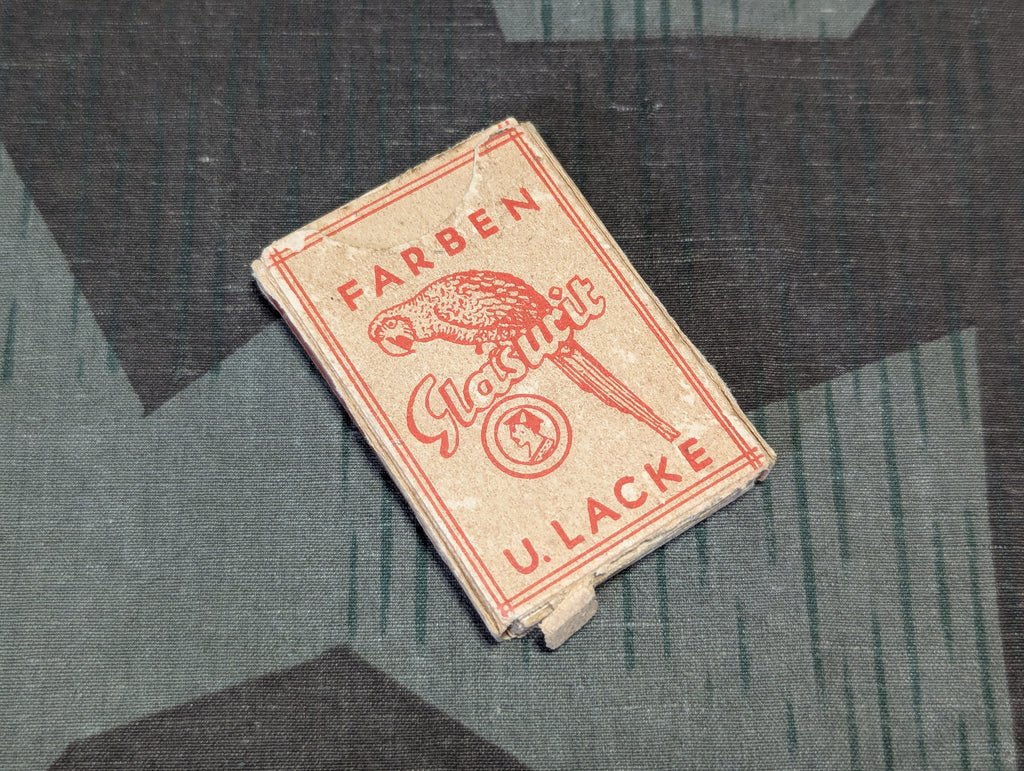 FARBEN
Glasurit
U. LACKE